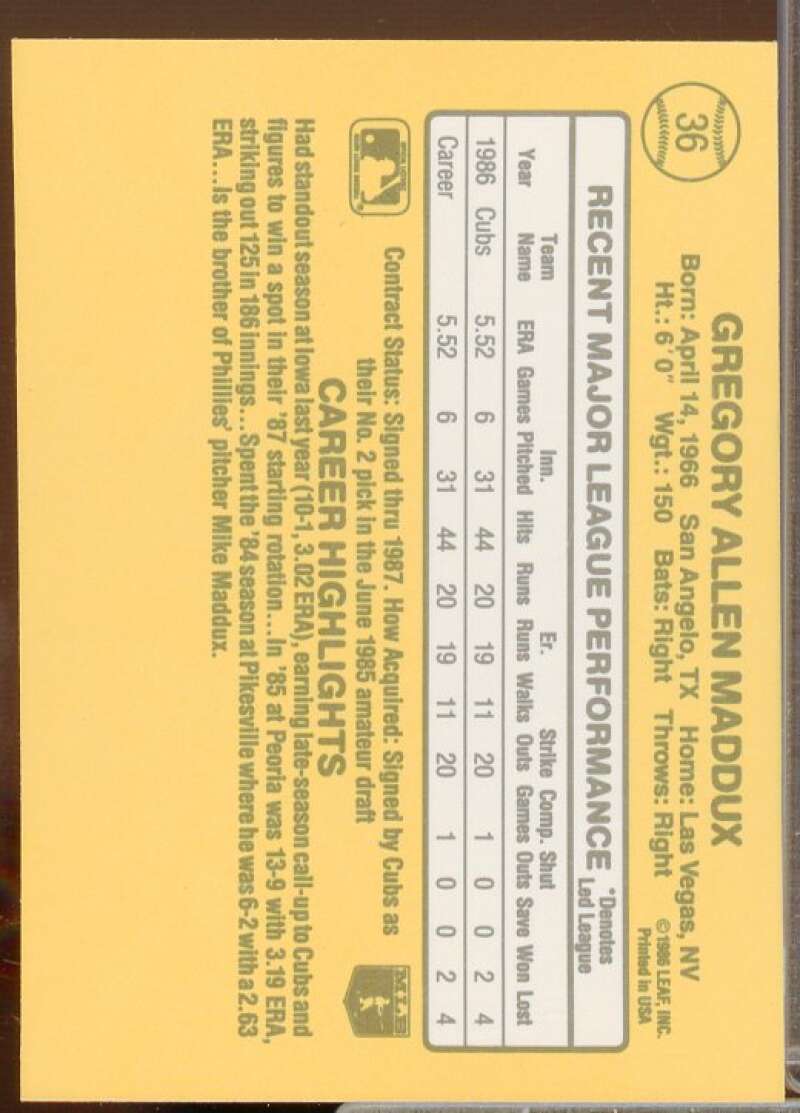 36
GREGORY ALLEN MADDUX
Born: April 14, 1966 San Angelo, TX Home: Las Vegas, NV
Ht.: 6'0" Wgt.: 150 Bats: Right Throws: Right
©1986 LEAF, INC.
Printed in USA
RECENT MAJOR LEAGUE PERFORMANCE *Denotes
Led League
Team Inn. Er. Strike Comp. Shut
Year Name ERA Games Pitched Hits Runs Runs Walks Outs Games Outs Save Won Lost
1986 Cubs 5.52 6 31 44 20 19 11 20 1 0 0 2 4
Career 5.52 6 31 44 20 19 11 20 1 0 0 2 4
Contract Status: Signed thru 1987. How Acquired: Signed by Cubs as
their No. 2 pick in the June 1985 amateur draft
MLB
CAREER HIGHLIGHTS
Had standout season at Iowa last year (10-1, 3.02 ERA), earning late-season call-up to Cubs and
figures to win a spot in their '87 starting rotation...In '85 at Peoria was 13-9 with 3.19 ERA,
striking out 125 in 186 innings...Spent the '84 season at Pikesville where he was 6-2 with a 2.63
ERA...Is the brother of Phillies' pitcher Mike Maddux.